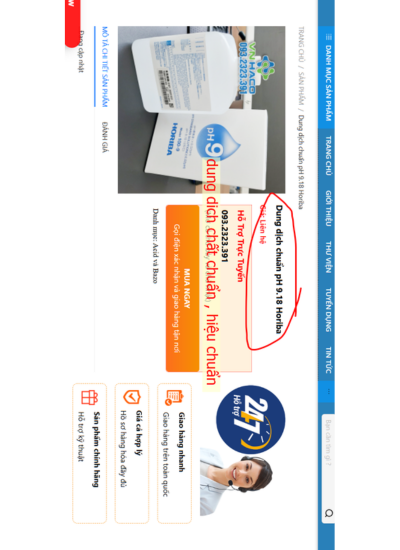 DANH MỤC SẢN PHẨM
TRANG CHỦ
GIỚI THIỆU
THƯ VIỆN
TUYỂN DỤNG
TIN TỨC
Bạn cần tìm gì ?
TRANG CHỦ / SẢN PHẨM / Dung dịch chuẩn pH 9.18 Horiba
093.2323.391
pH 9
HORIBA
Dung dịch chuẩn pH 9.18 Horiba
Giá: Liên hệ
Hỗ Trợ Trực Tuyến
093.2323.391
dung dịch chất chuẩn , hiệu chuẩn
MUA NGAY
Gọi điện xác nhận và giao hàng tận nơi
Danh mục: Acid và Bazo
24/7
Hỗ trợ
Giao hàng nhanh
Giao hàng trên toàn quốc
Giá cả hợp lý
Hồ sơ hàng hóa đầy đủ
Sản phẩm chính hãng
Hỗ trợ kỹ thuật
MÔ TẢ CHI TIẾT SẢN PHẨM
ĐÁNH GIÁ
Đang cập nhật